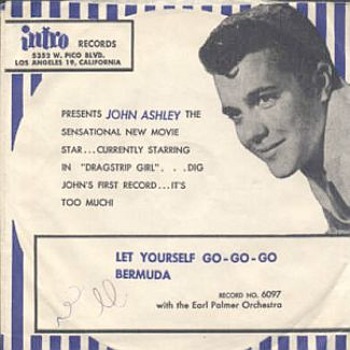 intro RECORDS
5352 W. PICO BLVD.
LOS ANGELES 19, CALIFORNIA
PRESENTS JOHN ASHLEY THE
SENSATIONAL NEW MOVIE
STAR...CURRENTLY STARRING
IN "DRAGSTRIP GIRL". . .DIG
JOHN'S FIRST RECORD...IT'S
TOO MUCH!
LET YOURSELF GO-GO-GO
BERMUDA
RECORD NO. 6097
with the Earl Palmer Orchestra